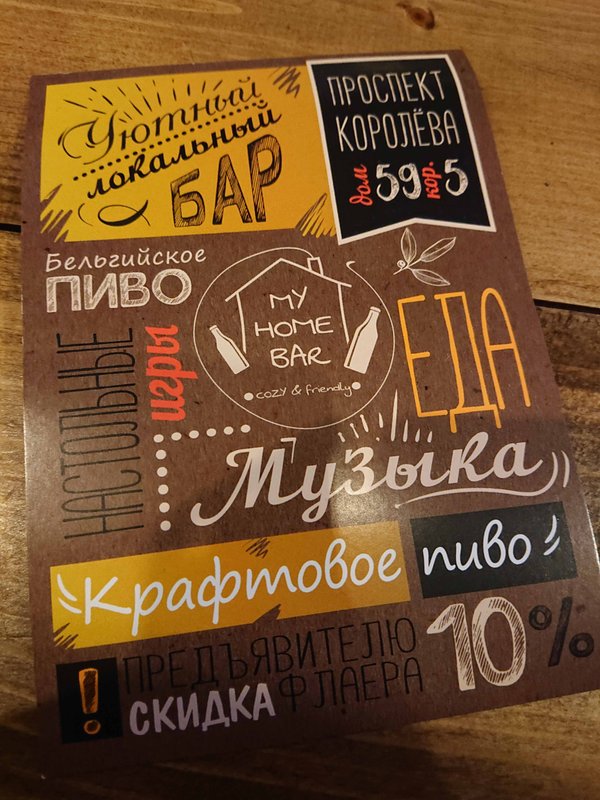 Уютный
локальный
БАР
ПРОСПЕКТ
КОРОЛЁВА
дом 59 кор. 5
Бельгийское
ПИВО
MY
HOME
BAR
COZY & friendly
НАСТОЛЬНЫЕ
игры
ЕДА
Музыка
Крафтовое пиво
! ПРЕДЪЯВИТЕЛЮ
ФЛАЕРА
СКИДКА
10%